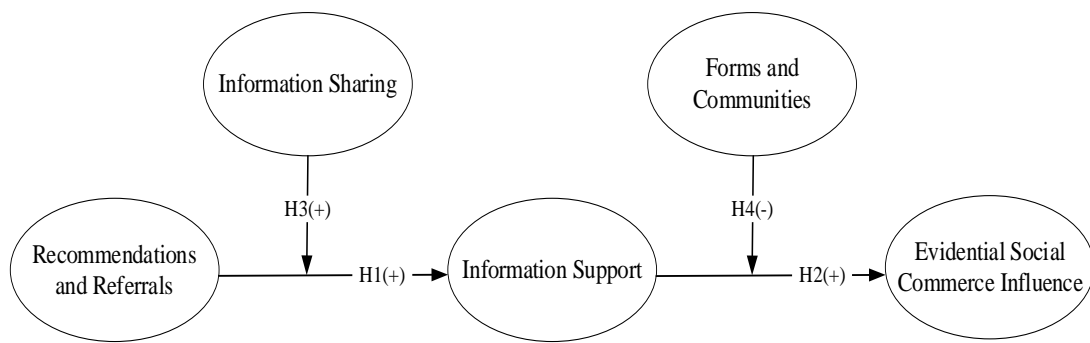 Information Sharing
Forms and
Communities
H3(+)
H4(-)
Recommendations
and Referrals
H1(+)
Information Support
H2(+)
Evidential Social
Commerce Influence